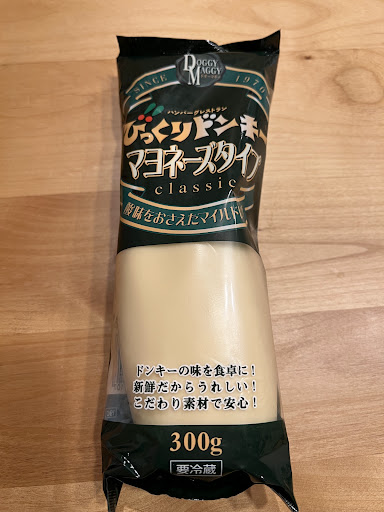 DOGGY
MAGGY
SINCE 1970
ハンバーグレストラン
びっくりドンキー
マヨネーズタイプ
classic
酸味をおさえたマイルド
ドンキーの味を食卓に！
新鮮だからうれしい！
こだわり素材で安心！
300g
要冷蔵